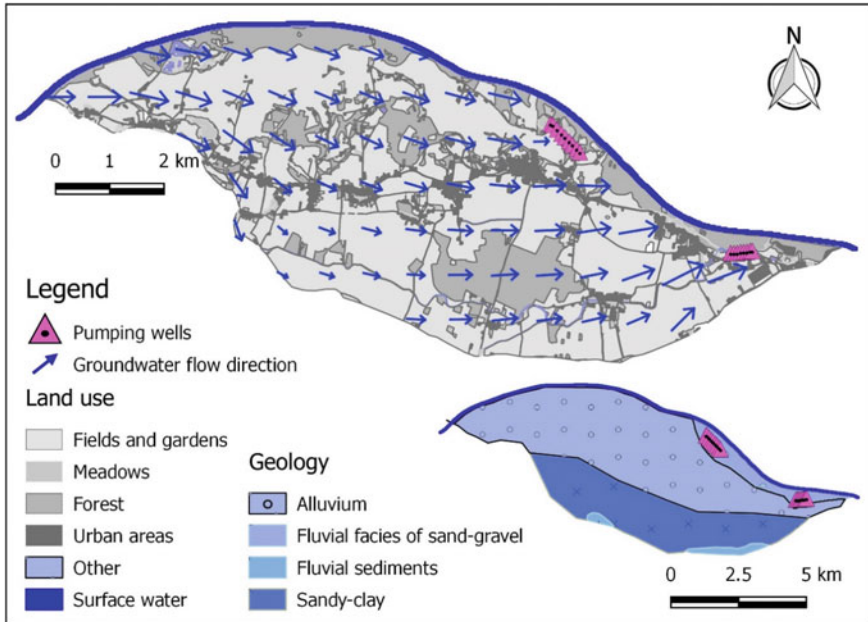 N
0 1 2 km
Legend
Pumping wells
Groundwater flow direction
Land use
Fields and gardens
Meadows
Forest
Urban areas
Other
Surface water
Geology
Alluvium
Fluvial facies of sand-gravel
Fluvial sediments
Sandy-clay
0 2.5 5 km